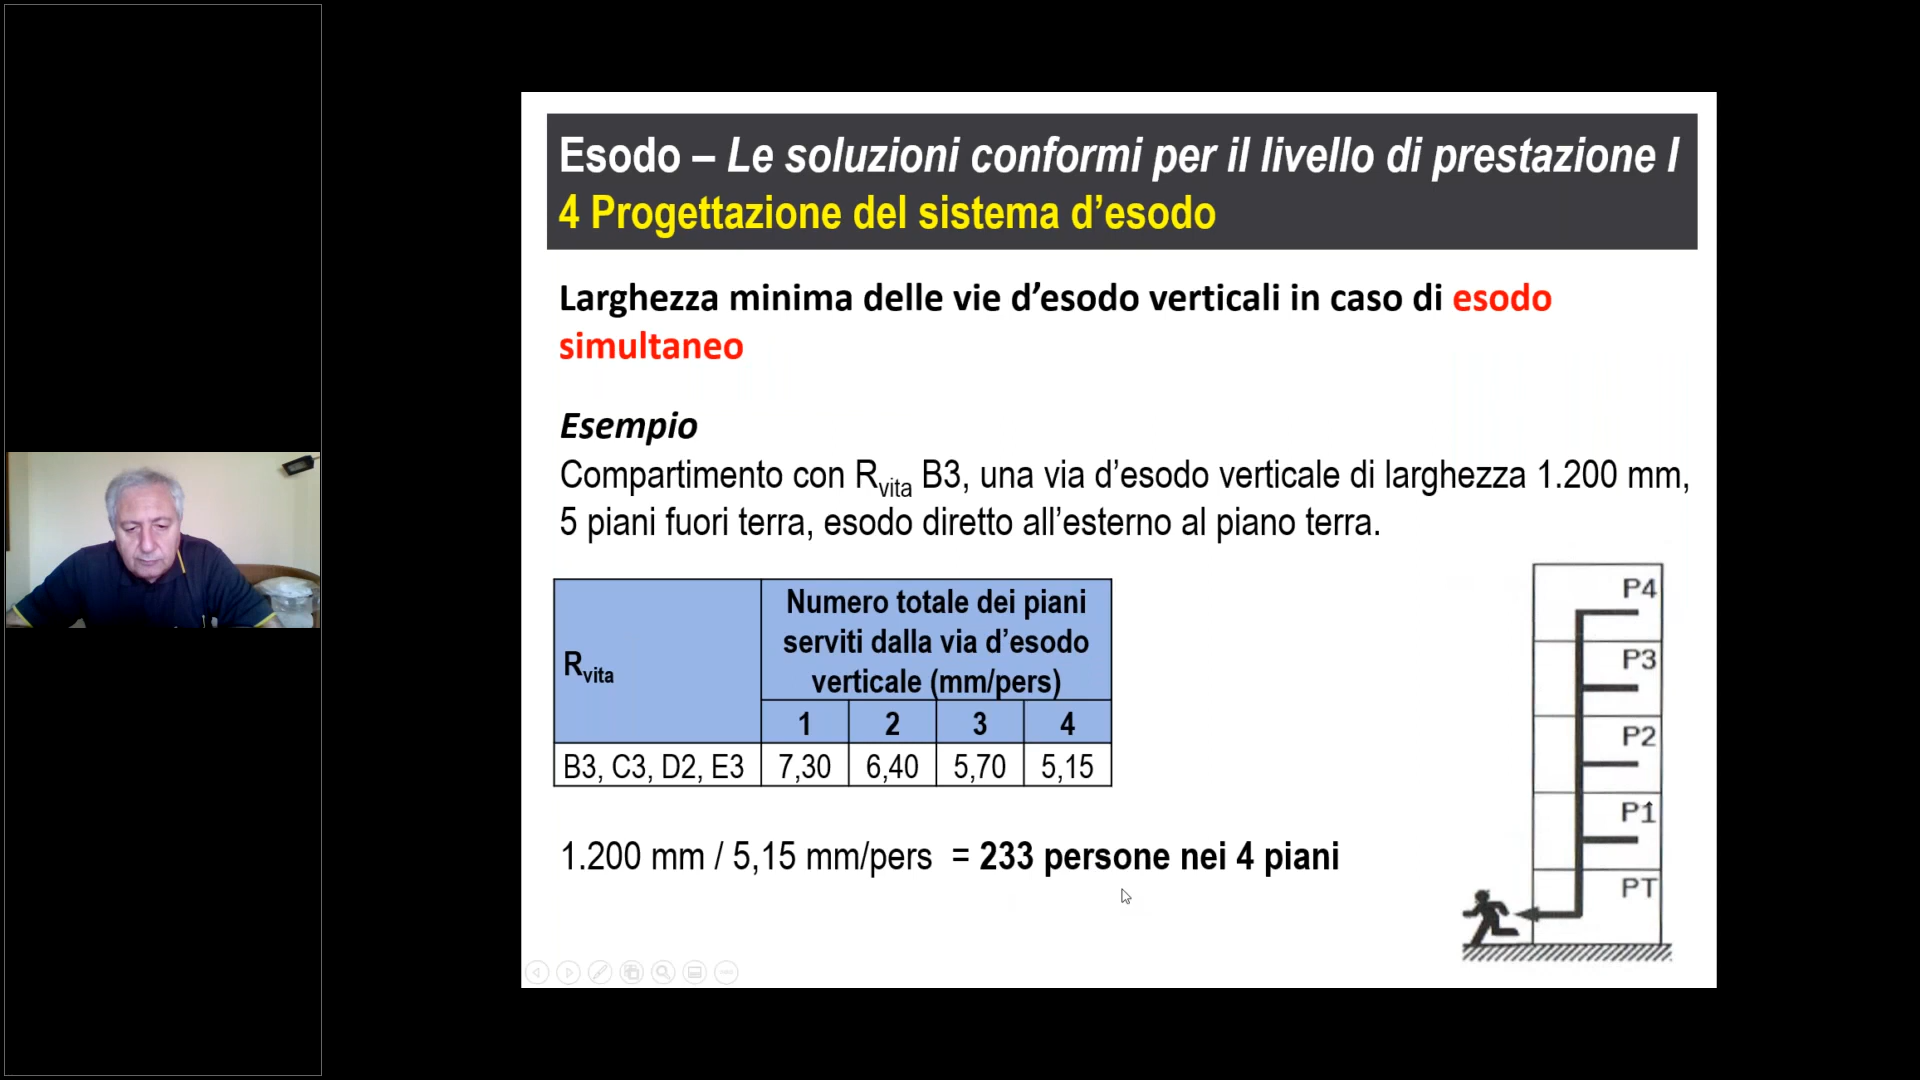 Esodo – Le soluzioni conformi per il livello di prestazione I
4 Progettazione del sistema d’esodo
Larghezza minima delle vie d’esodo verticali in caso di esodo
simultaneo
Esempio
Compartimento con Rvita B3, una via d’esodo verticale di larghezza 1.200 mm,
5 piani fuori terra, esodo diretto all’esterno al piano terra.
Rvita
Numero totale dei piani
serviti dalla via d’esodo
verticale (mm/pers)
1 2 3 4
B3, C3, D2, E3 7,30 6,40 5,70 5,15
1.200 mm / 5,15 mm/pers = 233 persone nei 4 piani
P4
P3
P2
P1
PT